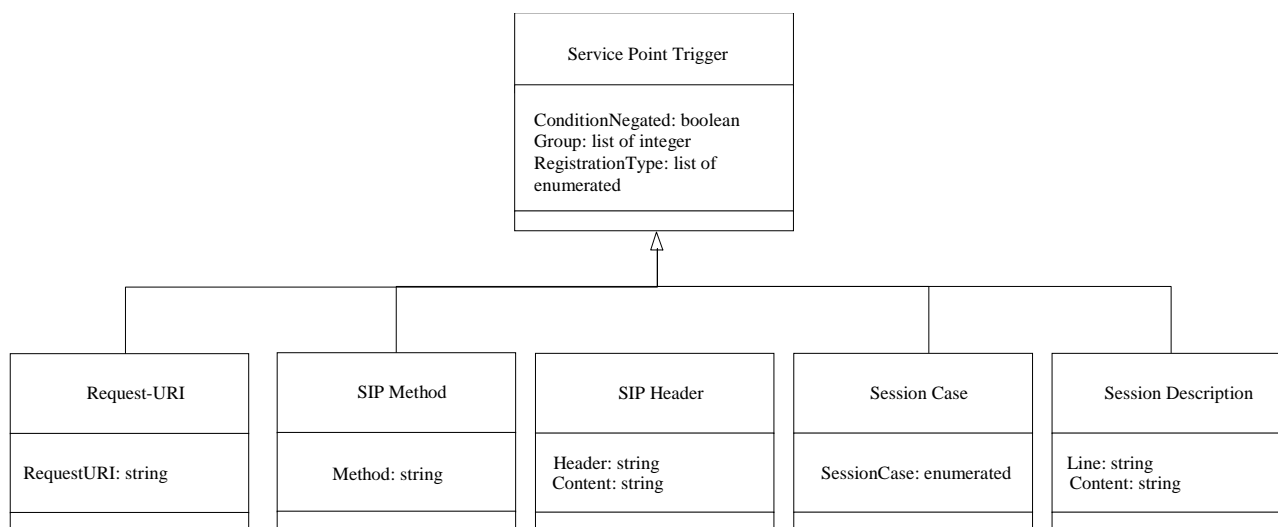 Service Point Trigger
ConditionNegated: boolean
Group: list of integer
RegistrationType: list of
enumerated
Request-URI
RequestURI: string
SIP Method
Method: string
SIP Header
Header: string
Content: string
Session Case
SessionCase: enumerated
Session Description
Line: string
Content: string